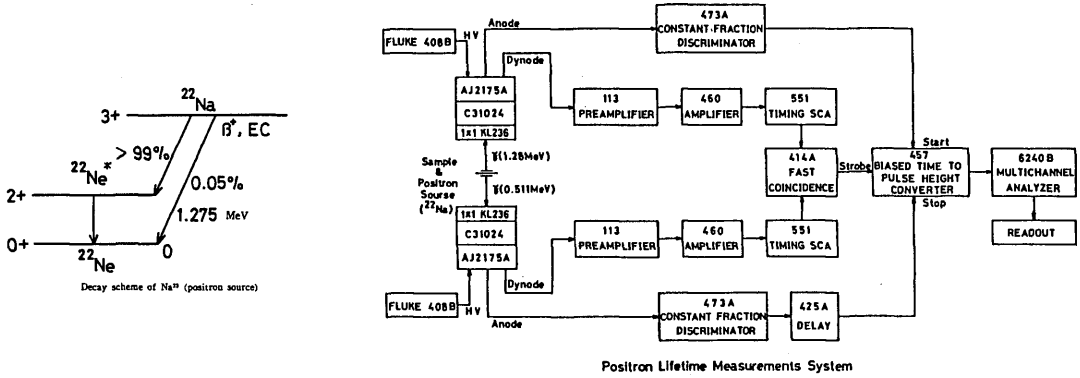 22Na
3+
β+, EC
> 99%
22Ne*
0.05%
2+
1.275 MeV
0+
0
22Ne
Decay scheme of Na22 (positron source)
FLUKE 408B
HV
Anode
Dynode
473A
CONSTANT-FRACTION
DISCRIMINATOR
AJ2175A
C31024
1x1 KL236
113
PREAMPLIFIER
460
AMPLIFIER
551
TIMING SCA
γ(1.28MeV)
Sample
&
Positron
Sourse
(22Na)
γ(0.511MeV)
414A
FAST
COINCIDENCE
Strobe
Start
457
BIASED TIME TO
PULSE HEIGHT
CONVERTER
Stop
6240B
MULTICHANNEL
ANALYZER
READOUT
1x1 KL236
C31024
AJ2175A
113
PREAMPLIFIER
460
AMPLIFIER
551
TIMING SCA
Dynode
FLUKE 408B
HV
Anode
473A
CONSTANT FRACTION
DISCRIMINATOR
425A
DELAY
Positron Lifetime Measurements System